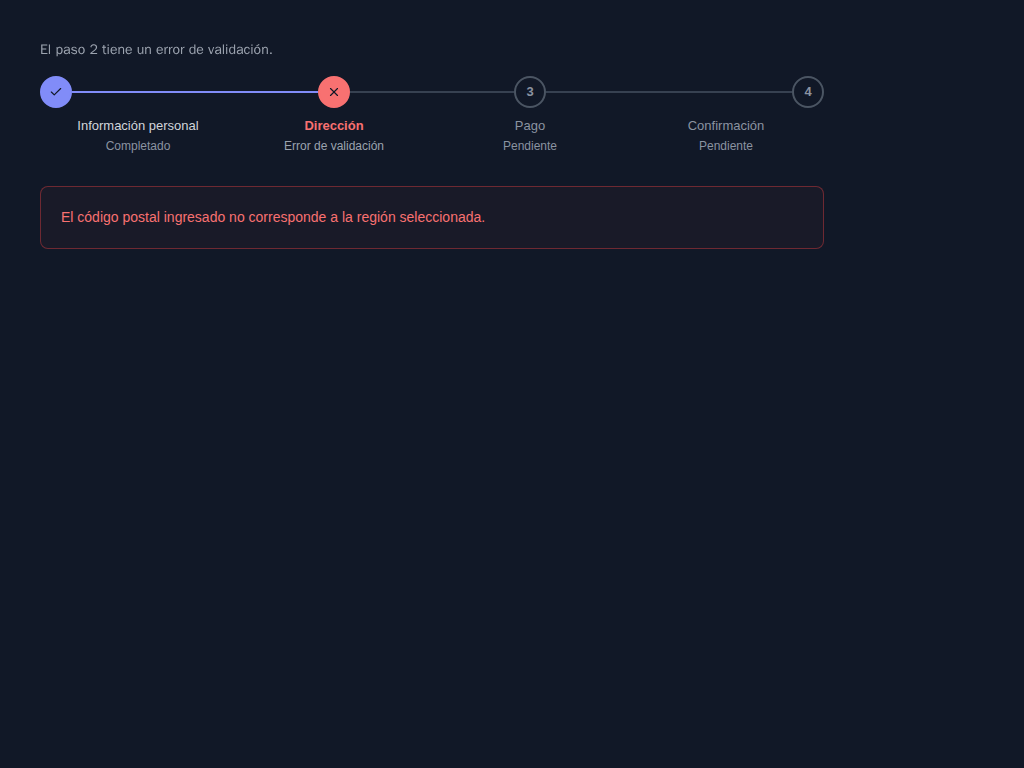 El paso 2 tiene un error de validación.
3
4
Información personal
Dirección
Pago
Confirmación
Completado
Error de validación
Pendiente
Pendiente
El código postal ingresado no corresponde a la región seleccionada.